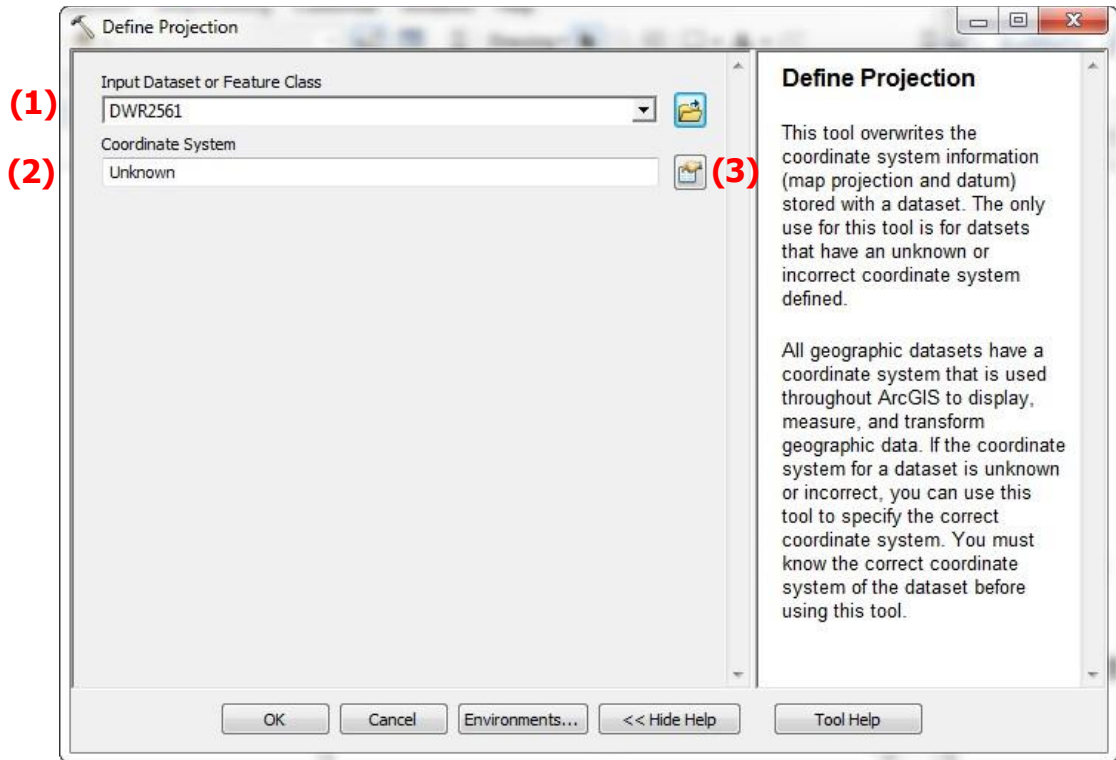 Define Projection
Input Dataset or Feature Class
(1)
DWR2561
Coordinate System
(2)
Unknown
(3)
Define Projection
This tool overwrites the
coordinate system information
(map projection and datum)
stored with a dataset. The only
use for this tool is for datsets
that have an unknown or
incorrect coordinate system
defined.
All geographic datasets have a
coordinate system that is used
throughout ArcGIS to display,
measure, and transform
geographic data. If the coordinate
system for a dataset is unknown
or incorrect, you can use this
tool to specify the correct
coordinate system. You must
know the correct coordinate
system of the dataset before
using this tool.
OK
Cancel
Environments...
<< Hide Help
Tool Help